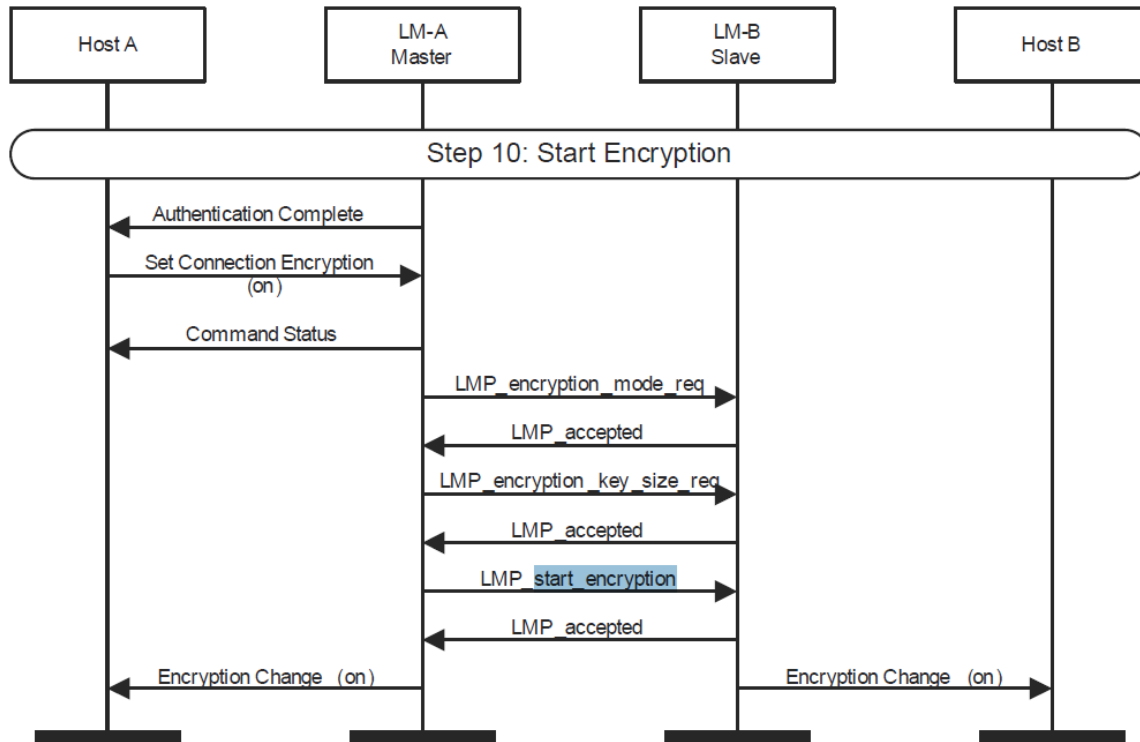 Host A
LM-A
Master
LM-B
Slave
Host B
Step 10: Start Encryption
Authentication Complete
Set Connection Encryption
(on)
Command Status
LMP_encryption_mode_req
LMP_accepted
LMP_encryption_key_size_req
LMP_accepted
LMP_start_encryption
LMP_accepted
Encryption Change (on)
Encryption Change (on)